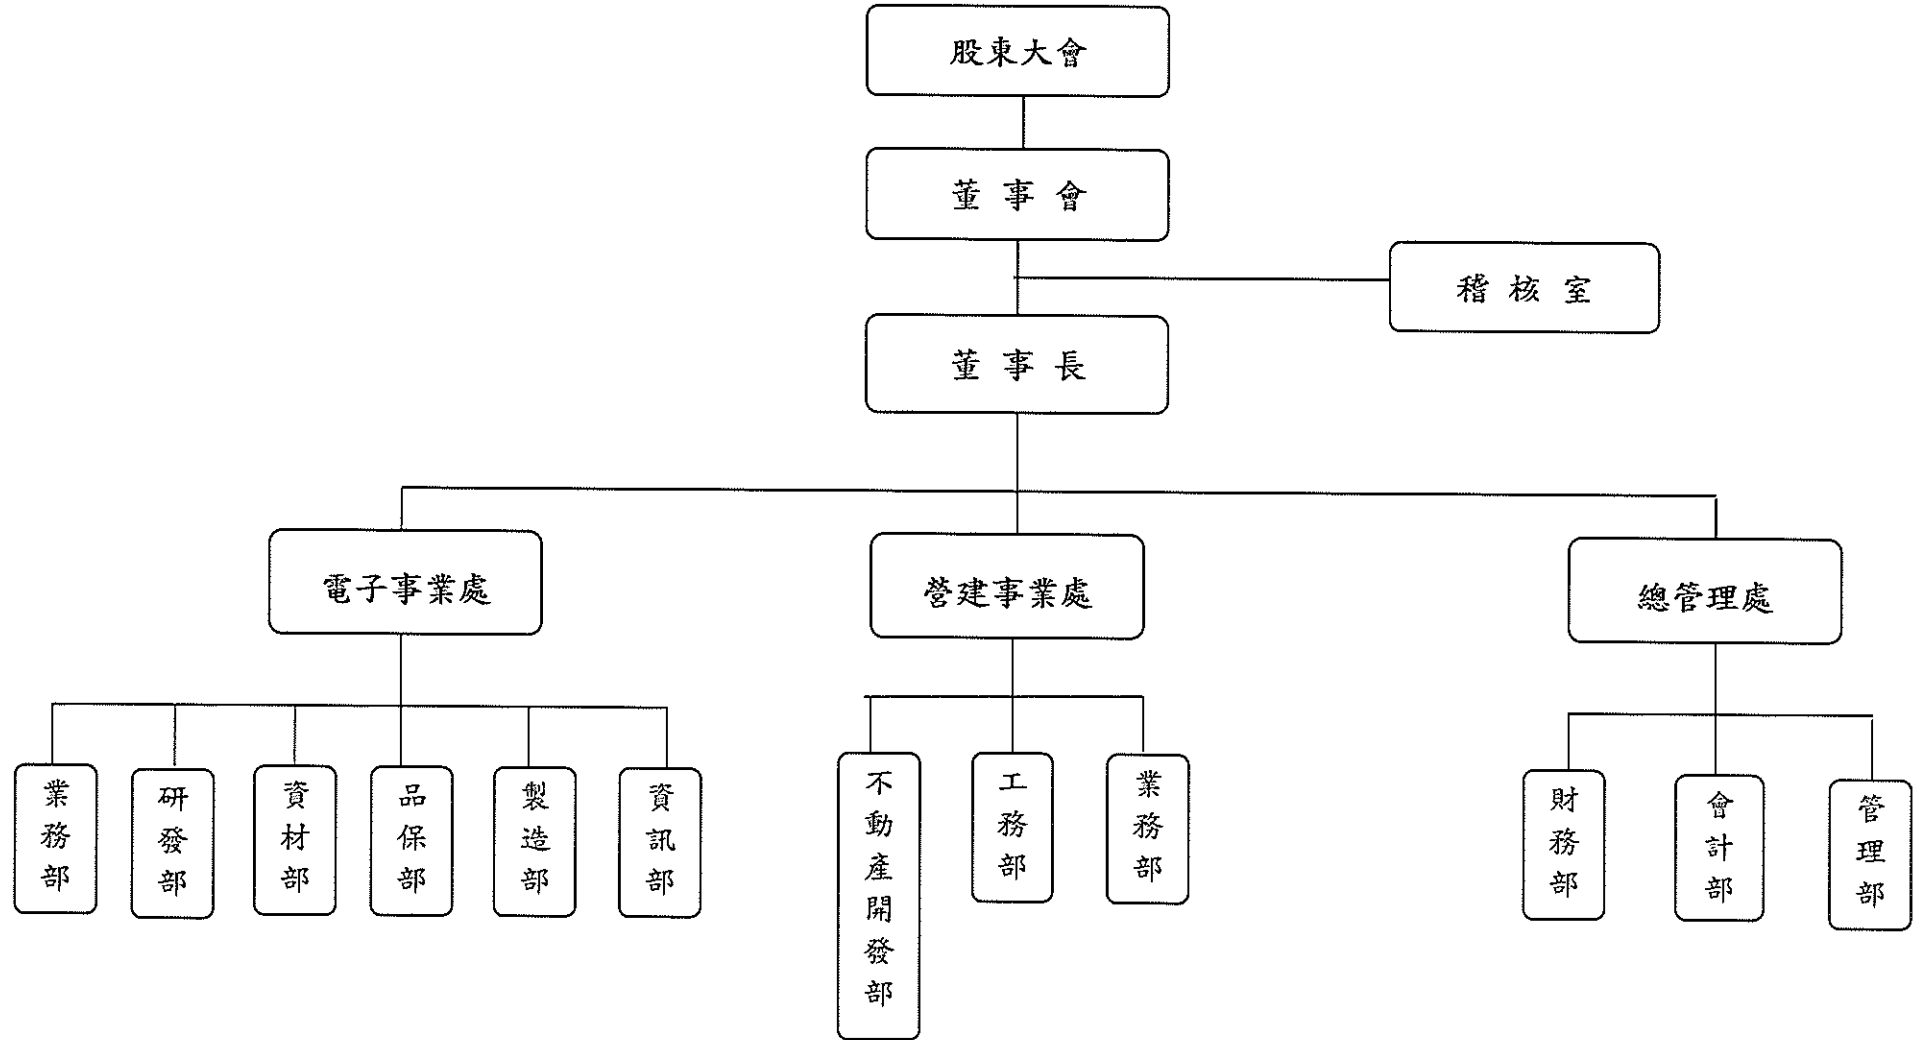 股東大會
董事會
稽核室
董事長
電子事業處
營建事業處
總管理處
業務部
研發部
資材部
品保部
製造部
資訊部
不動產開發部
工務部
業務部
財務部
會計部
管理部